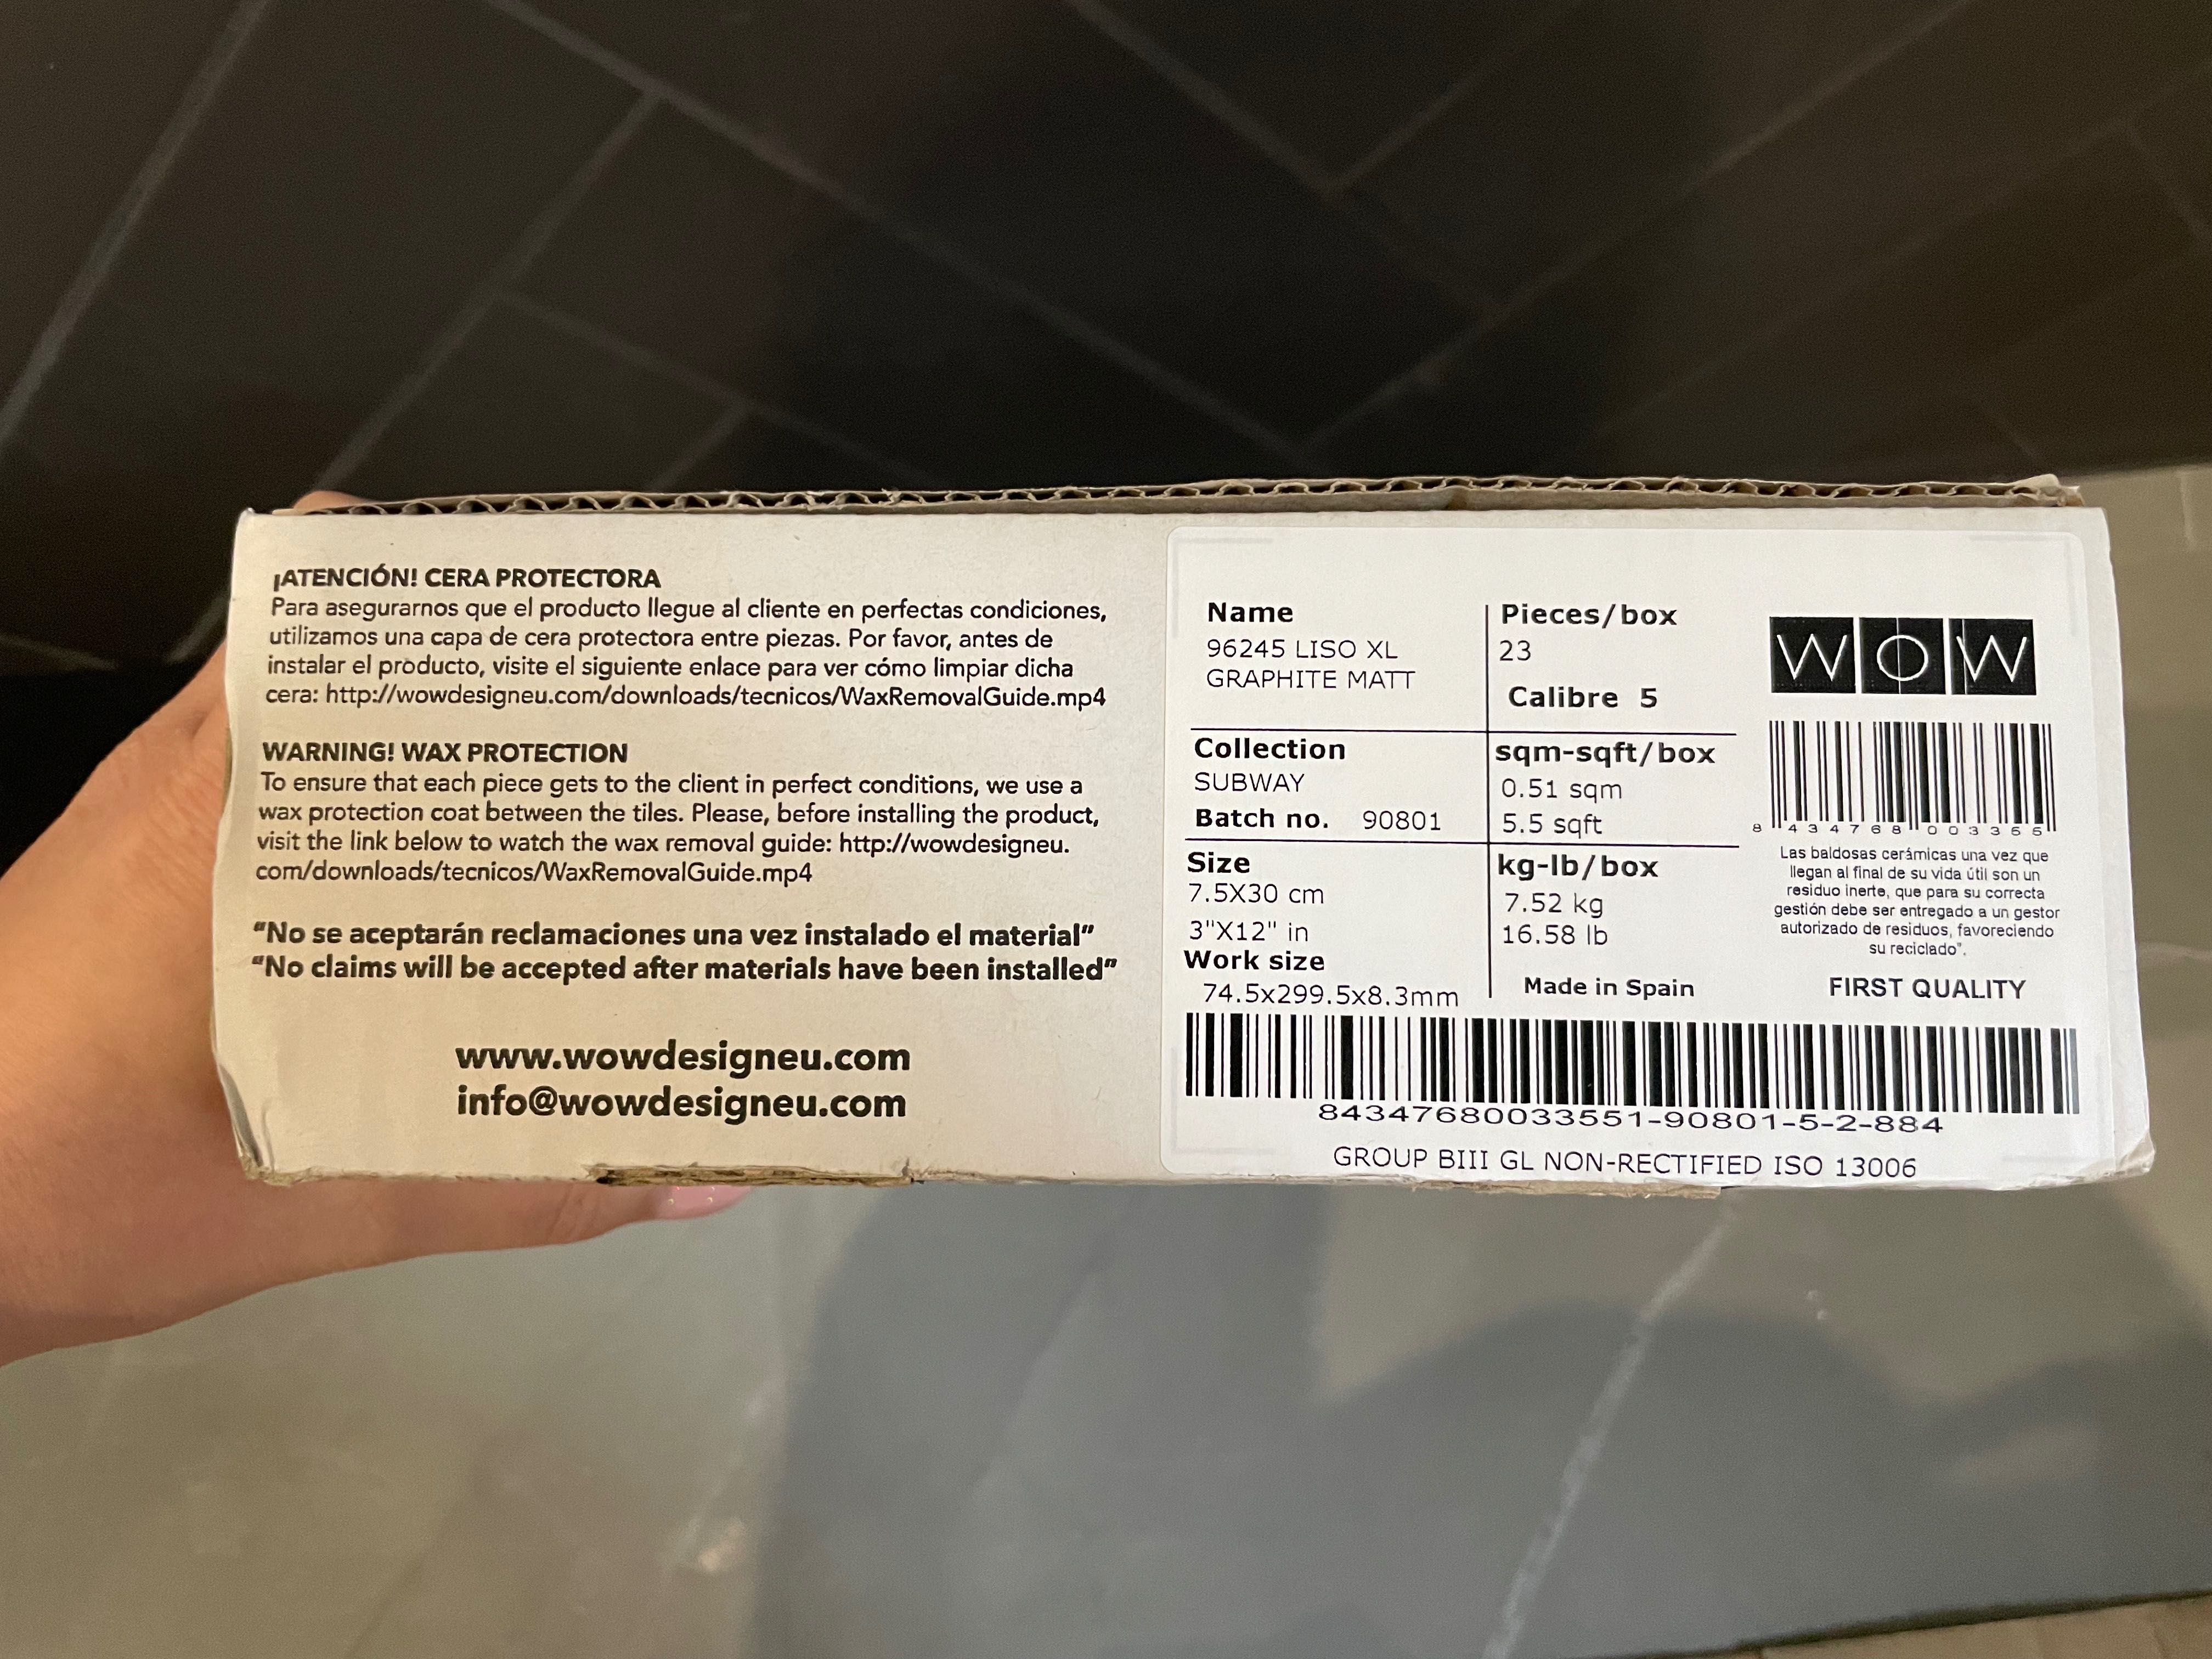 ¡ATENCIÓN! CERA PROTECTORA
Para asegurarnos que el producto llegue al cliente en perfectas condiciones,
utilizamos una capa de cera protectora entre piezas. Por favor, antes de
instalar el producto, visite el siguiente enlace para ver cómo limpiar dicha
cera: http://wowdesigneu.com/downloads/tecnicos/WaxRemovalGuide.mp4
WARNING! WAX PROTECTION
To ensure that each piece gets to the client in perfect conditions, we use a
wax protection coat between the tiles. Please, before installing the product,
visit the link below to watch the wax removal guide: http://wowdesigneu.
com/downloads/tecnicos/WaxRemovalGuide.mp4
"No se aceptarán reclamaciones una vez instalado el material"
"No claims will be accepted after materials have been installed"
www.wowdesigneu.com
info@wowdesigneu.com
Name
96245 LISO XL
GRAPHITE MATT
Collection
SUBWAY
Batch no. 90801
Size
7.5X30 cm
3"X12" in
Work size
74.5x299.5x8.3mm
Pieces/box
23
Calibre 5
sqm-sqft/box
0.51 sqm
5.5 sqft
kg-lb/box
7.52 kg
16.58 lb
Made in Spain
WOW
8 434768 003355
Las baldosas cerámicas una vez que
llegan al final de su vida útil son un
residuo inerte, que para su correcta
gestión debe ser entregado a un gestor
autorizado de residuos, favoreciendo
su reciclado".
FIRST QUALITY
84347680033551-90801-5-2-884
GROUP BIII GL NON-RECTIFIED ISO 13006